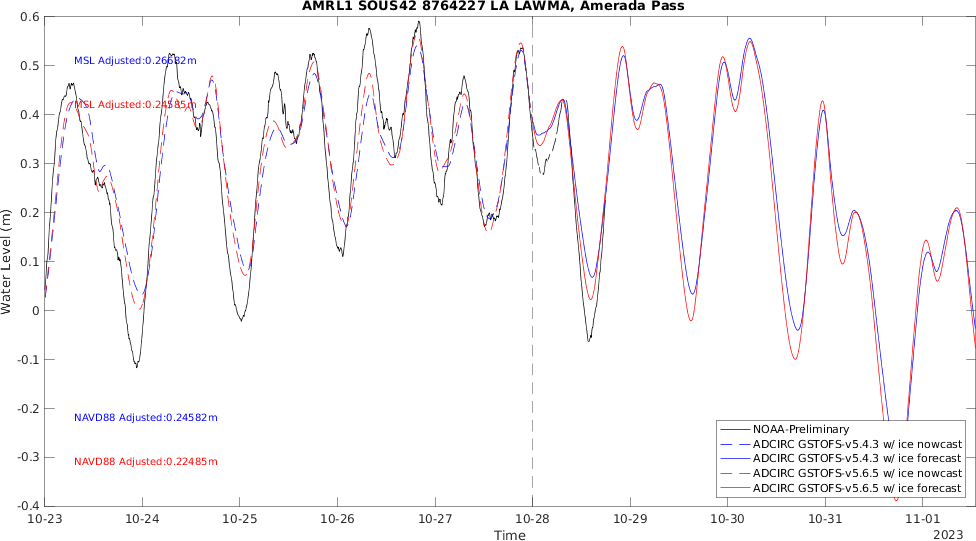 AMRL1 SOUS42 8764227 LA LAWMA, Amerada Pass
0.6
0.5
0.4
0.3
0.2
0.1
0
-0.1
-0.2
-0.3
-0.4
Water Level (m)
MSL Adjusted:0.26682m
MSL Adjusted:0.24585m
NAVD88 Adjusted:0.24582m
NAVD88 Adjusted:0.22485m
NOAA-Preliminary
ADCIRC GSTOFS-v5.4.3 w/ ice nowcast
ADCIRC GSTOFS-v5.4.3 w/ ice forecast
ADCIRC GSTOFS-v5.6.5 w/ ice nowcast
ADCIRC GSTOFS-v5.6.5 w/ ice forecast
10-23 10-24 10-25 10-26 10-27 10-28 10-29 10-30 10-31 11-01
Time
2023